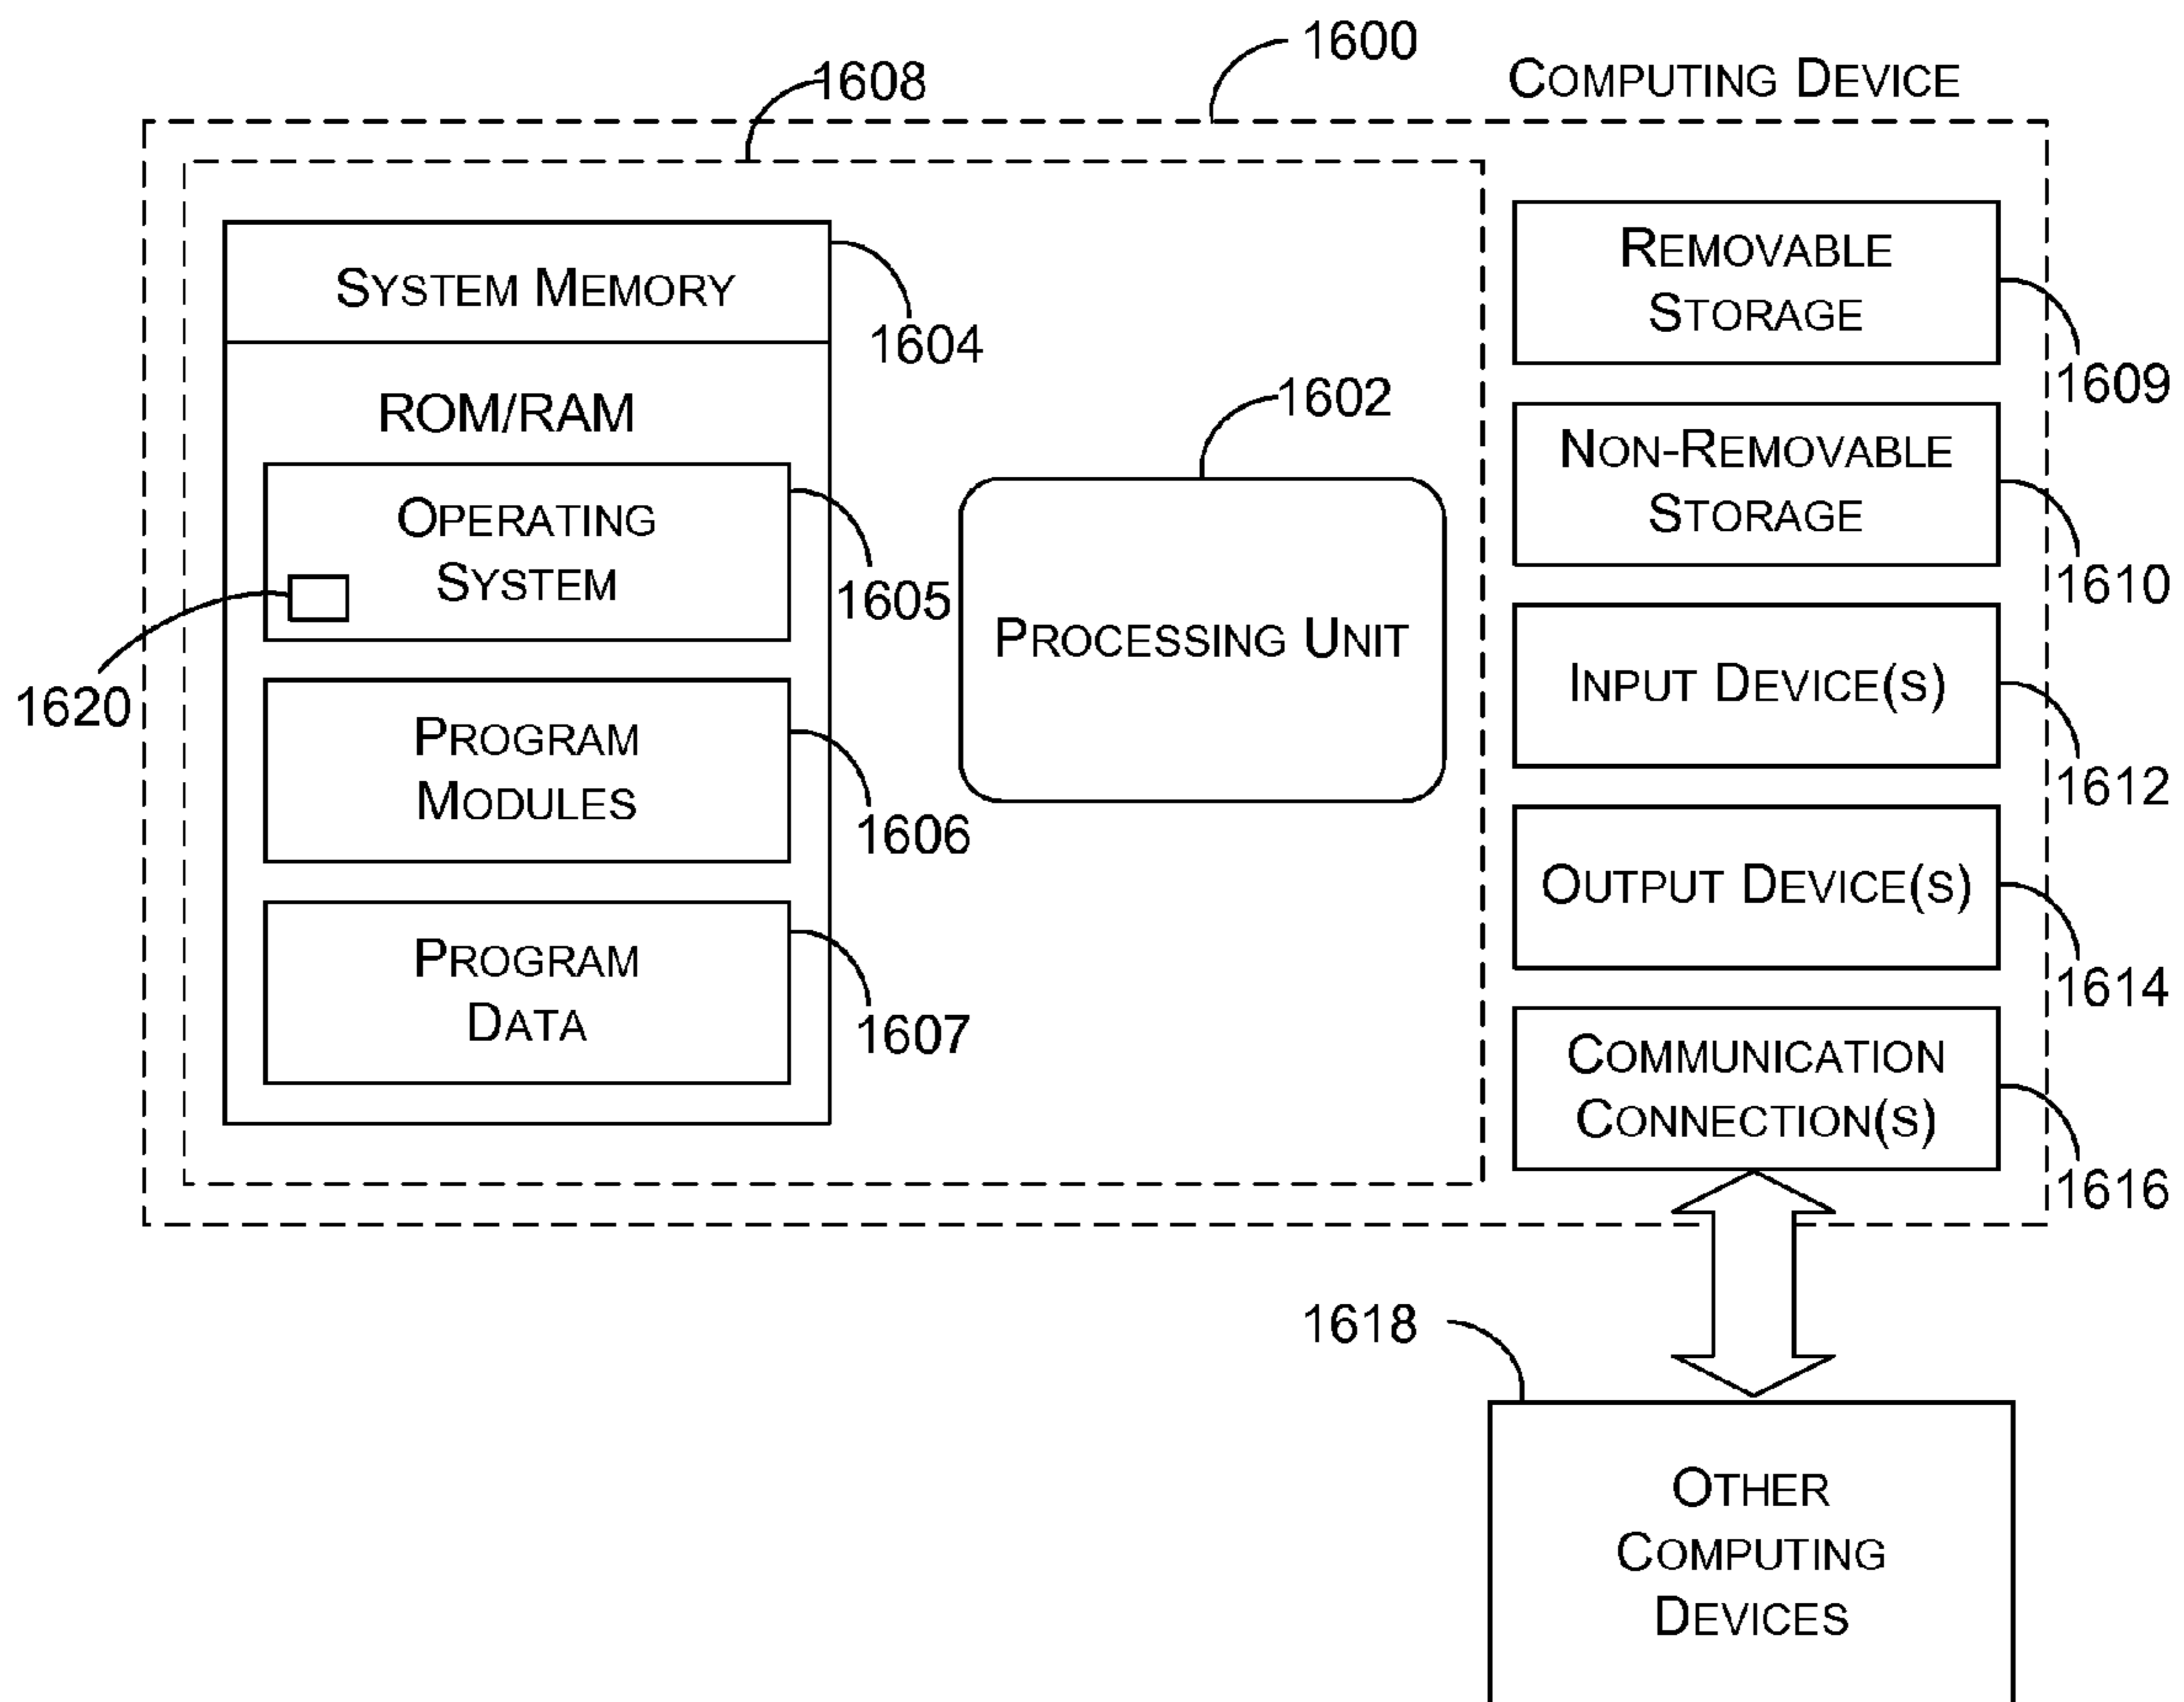 1600
COMPUTING DEVICE
1608
SYSTEM MEMORY
1604
ROM/RAM
OPERATING
SYSTEM
1605
1620
PROGRAM
MODULES
1606
PROGRAM
DATA
1607
1602
PROCESSING UNIT
REMOVABLE
STORAGE
1609
NON-REMOVABLE
STORAGE
1610
INPUT DEVICE(S)
1612
OUTPUT DEVICE(S)
1614
COMMUNICATION
CONNECTION(S)
1616
1618
OTHER
COMPUTING
DEVICES